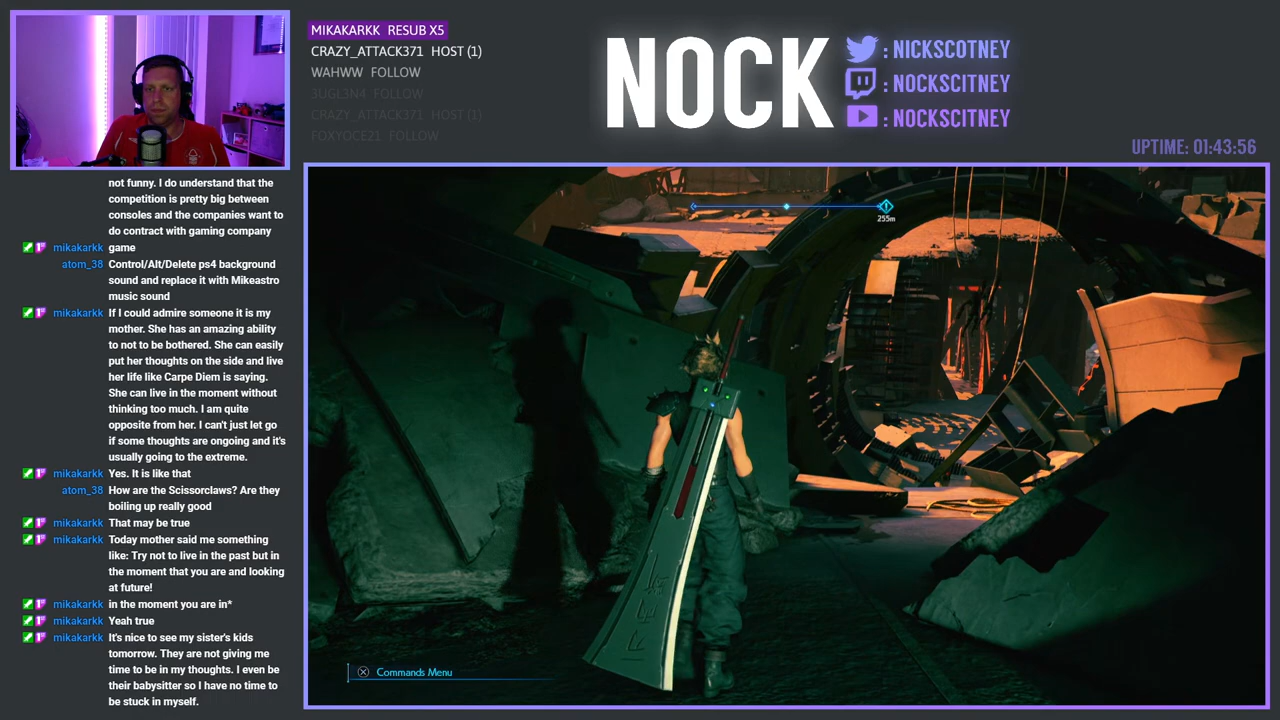 MIKAKARKK RESUB X5
CRAZY_ATTACK371 HOST (1)
WAHWW FOLLOW
3UGL3N4 FOLLOW
CRAZY_ATTACK371 HOST (1)
FOXYOCE21 FOLLOW
NOCK
: NICKSCOTNEY
: NOCKSCITNEY
: NOCKSCITNEY
UPTIME: 01:43:56
not funny. I do understand that the
competition is pretty big between
consoles and the companies want to
do contract with gaming company
mikakarkk game
atom_38 Control/Alt/Delete ps4 background
sound and replace it with Mikeastro
music sound
mikakarkk If I could admire someone it is my
mother. She has an amazing ability
to not to be bothered. She can easily
put her thoughts on the side and live
her life like Carpe Diem is saying.
She can live in the moment without
thinking too much. I am quite
opposite from her. I can't just let go
if some thoughts are ongoing and it's
usually going to the extreme.
mikakarkk Yes. It is like that
atom_38 How are the Scissorclaws? Are they
boiling up really good
mikakarkk That may be true
mikakarkk Today mother said me something
like: Try not to live in the past but in
the moment that you are and looking
at future!
mikakarkk in the moment you are in*
mikakarkk Yeah true
mikakarkk It's nice to see my sister's kids
tomorrow. They are not giving me
time to be in my thoughts. I even be
their babysitter so I have no time to
be stuck in myself.
255m
Commands Menu